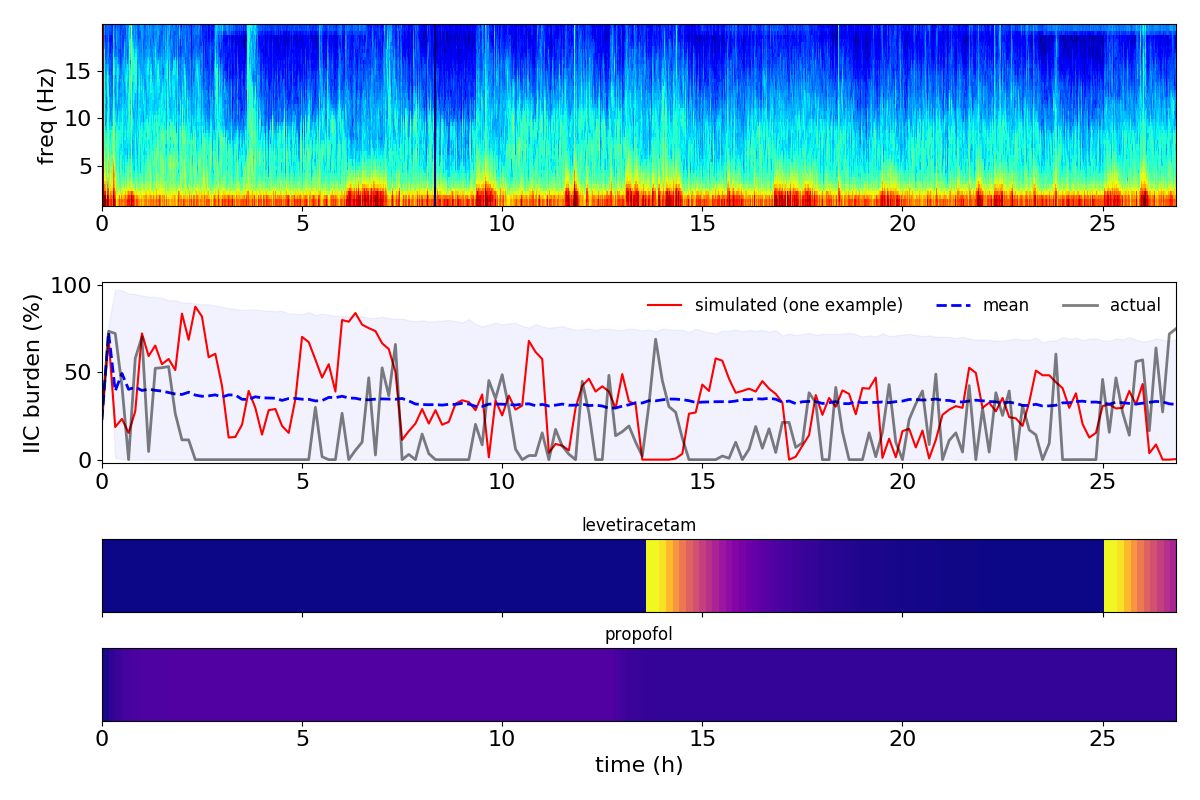 freq (Hz)
15
10
5
0 5 10 15 20 25
IIC burden (%)
100
50
0
simulated (one example) mean actual
0 5 10 15 20 25
levetiracetam
propofol
0 5 10 15 20 25
time (h)